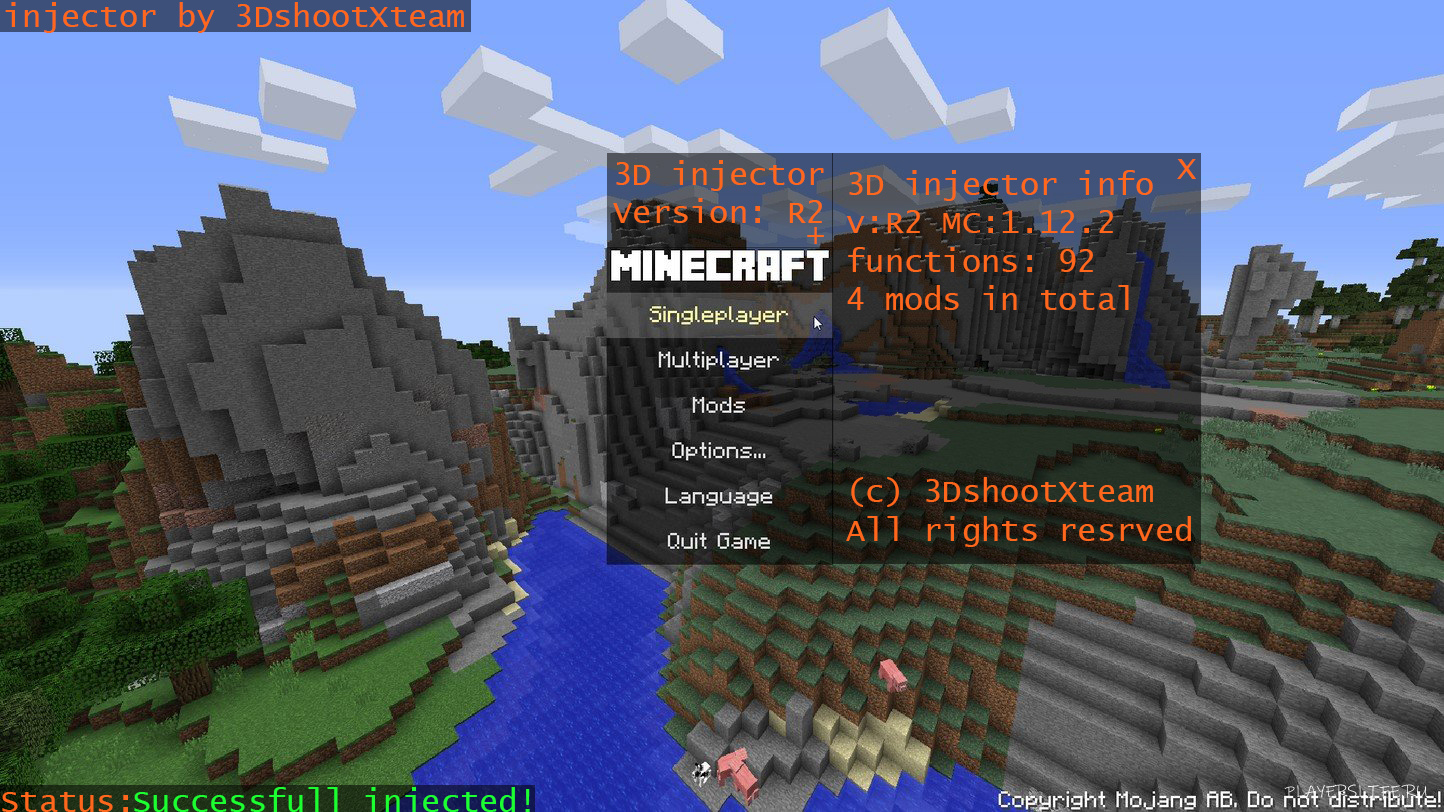 injector by 3DshootXteam
3D injector
version: R2
+
MINECRAFT
Singleplayer
Multiplayer
Mods
Options...
Language
Quit Game
X
3D injector info
v:R2 MC:1.12.2
functions: 92
4 mods in total
(c) 3DshootXteam
All rights resrved
Status:Successfull injected!
PLAYERSLIFE.RU
Copyright Mojang AB. Do not distribute!